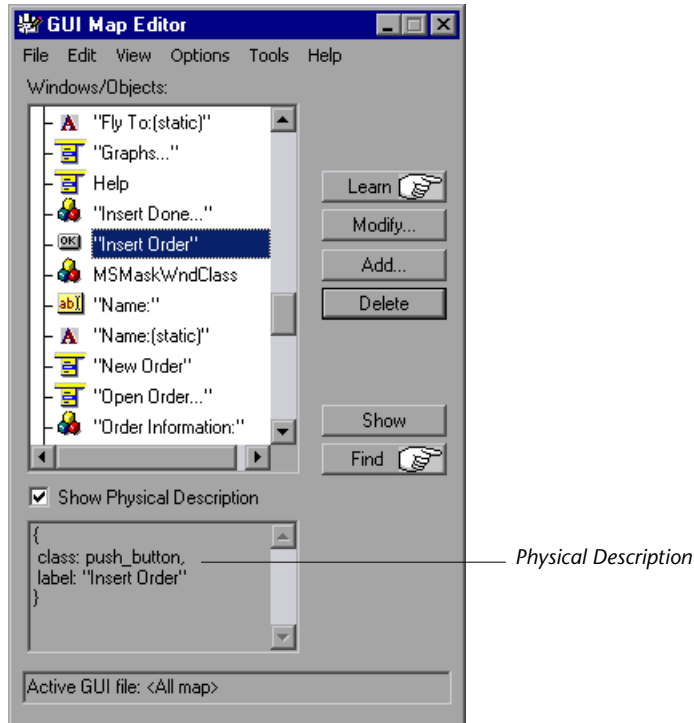 GUI Map Editor
File Edit View Options Tools Help
Windows/Objects:
A "Fly To:(static)"
"Graphs..."
Help
"Insert Done..."
OK "Insert Order"
MSMaskWndClass
ab "Name:"
A "Name:(static)"
"New Order"
"Open Order..."
"Order Information:"
Learn
Modify...
Add...
Delete
Show
Find
Show Physical Description
{
class: push_button,
label: "Insert Order"
}
Physical Description
Active GUI file: <All map>